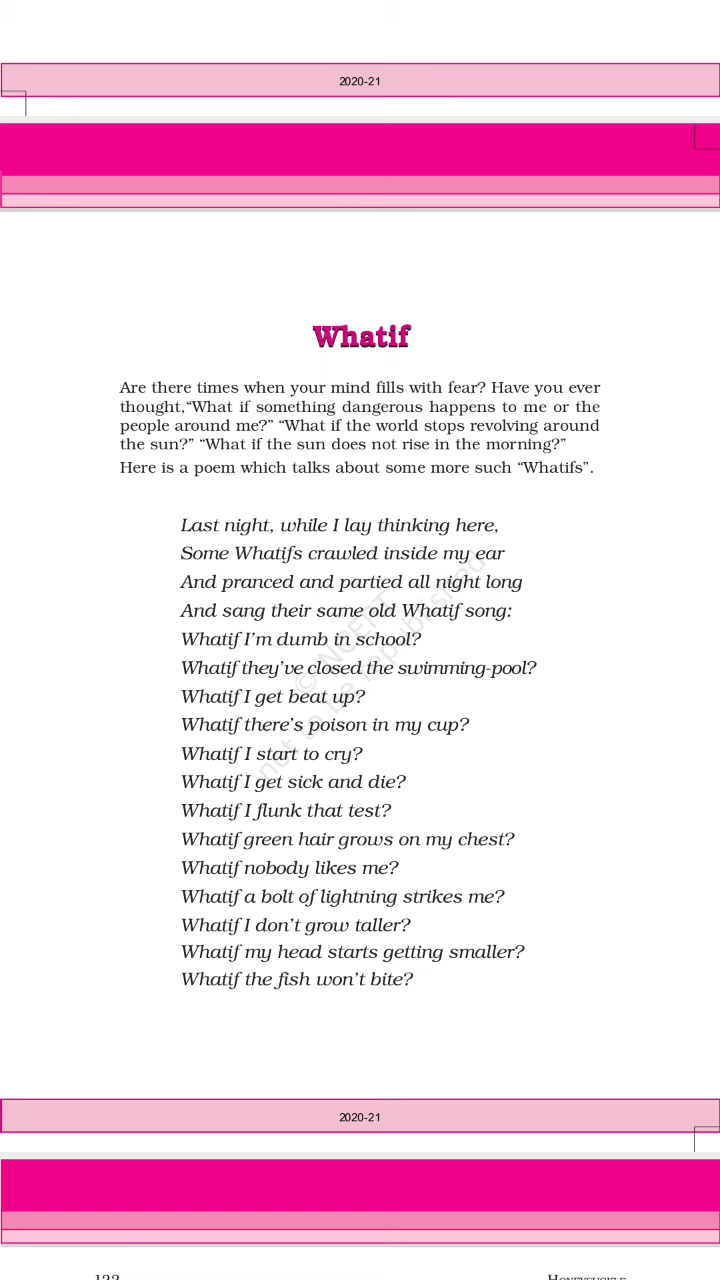 2020-21
Whatif
Are there times when your mind fills with fear? Have you ever
thought,“What if something dangerous happens to me or the
people around me?” “What if the world stops revolving around
the sun?” “What if the sun does not rise in the morning?”
Here is a poem which talks about some more such “Whatifs”.
Last night, while I lay thinking here,
Some Whatifs crawled inside my ear
And pranced and partied all night long
And sang their same old Whatif song:
Whatif I’m dumb in school?
Whatif they’ve closed the swimming-pool?
Whatif I get beat up?
Whatif there’s poison in my cup?
Whatif I start to cry?
Whatif I get sick and die?
Whatif I flunk that test?
Whatif green hair grows on my chest?
Whatif nobody likes me?
Whatif a bolt of lightning strikes me?
Whatif I don’t grow taller?
Whatif my head starts getting smaller?
Whatif the fish won’t bite?
© NCERT
not to be republished
2020-21